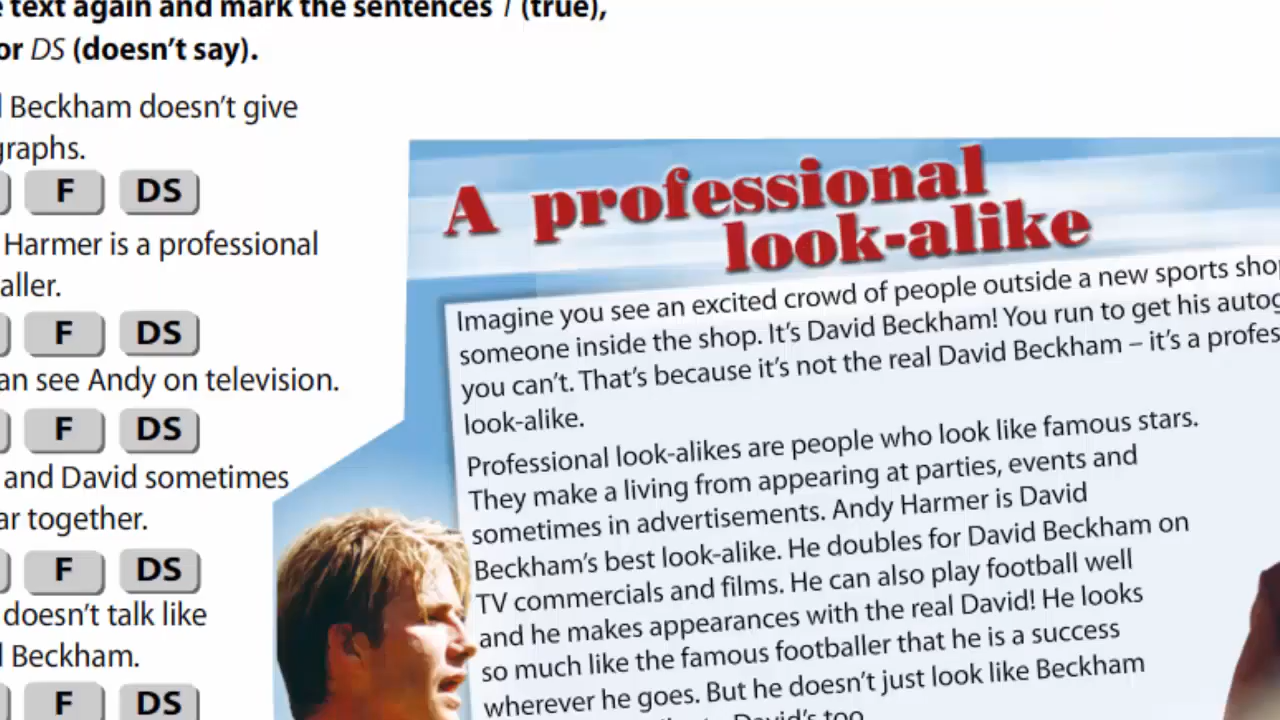 text again and mark the sentences T (true),
or DS (doesn't say).
Beckham doesn't give
graphs.
F DS
Harmer is a professional
aller.
F DS
an see Andy on television.
F DS
and David sometimes
ar together.
F DS
doesn't talk like
Beckham.
F DS
A professional
look-alike
Imagine you see an excited crowd of people outside a new sports shop
someone inside the shop. It's David Beckham! You run to get his autog
you can't. That's because it's not the real David Beckham – it's a profes
look-alike.
Professional look-alikes are people who look like famous stars.
They make a living from appearing at parties, events and
sometimes in advertisements. Andy Harmer is David
Beckham's best look-alike. He doubles for David Beckham on
TV commercials and films. He can also play football well
and he makes appearances with the real David! He looks
so much like the famous footballer that he is a success
wherever he goes. But he doesn't just look like Beckham
David's too